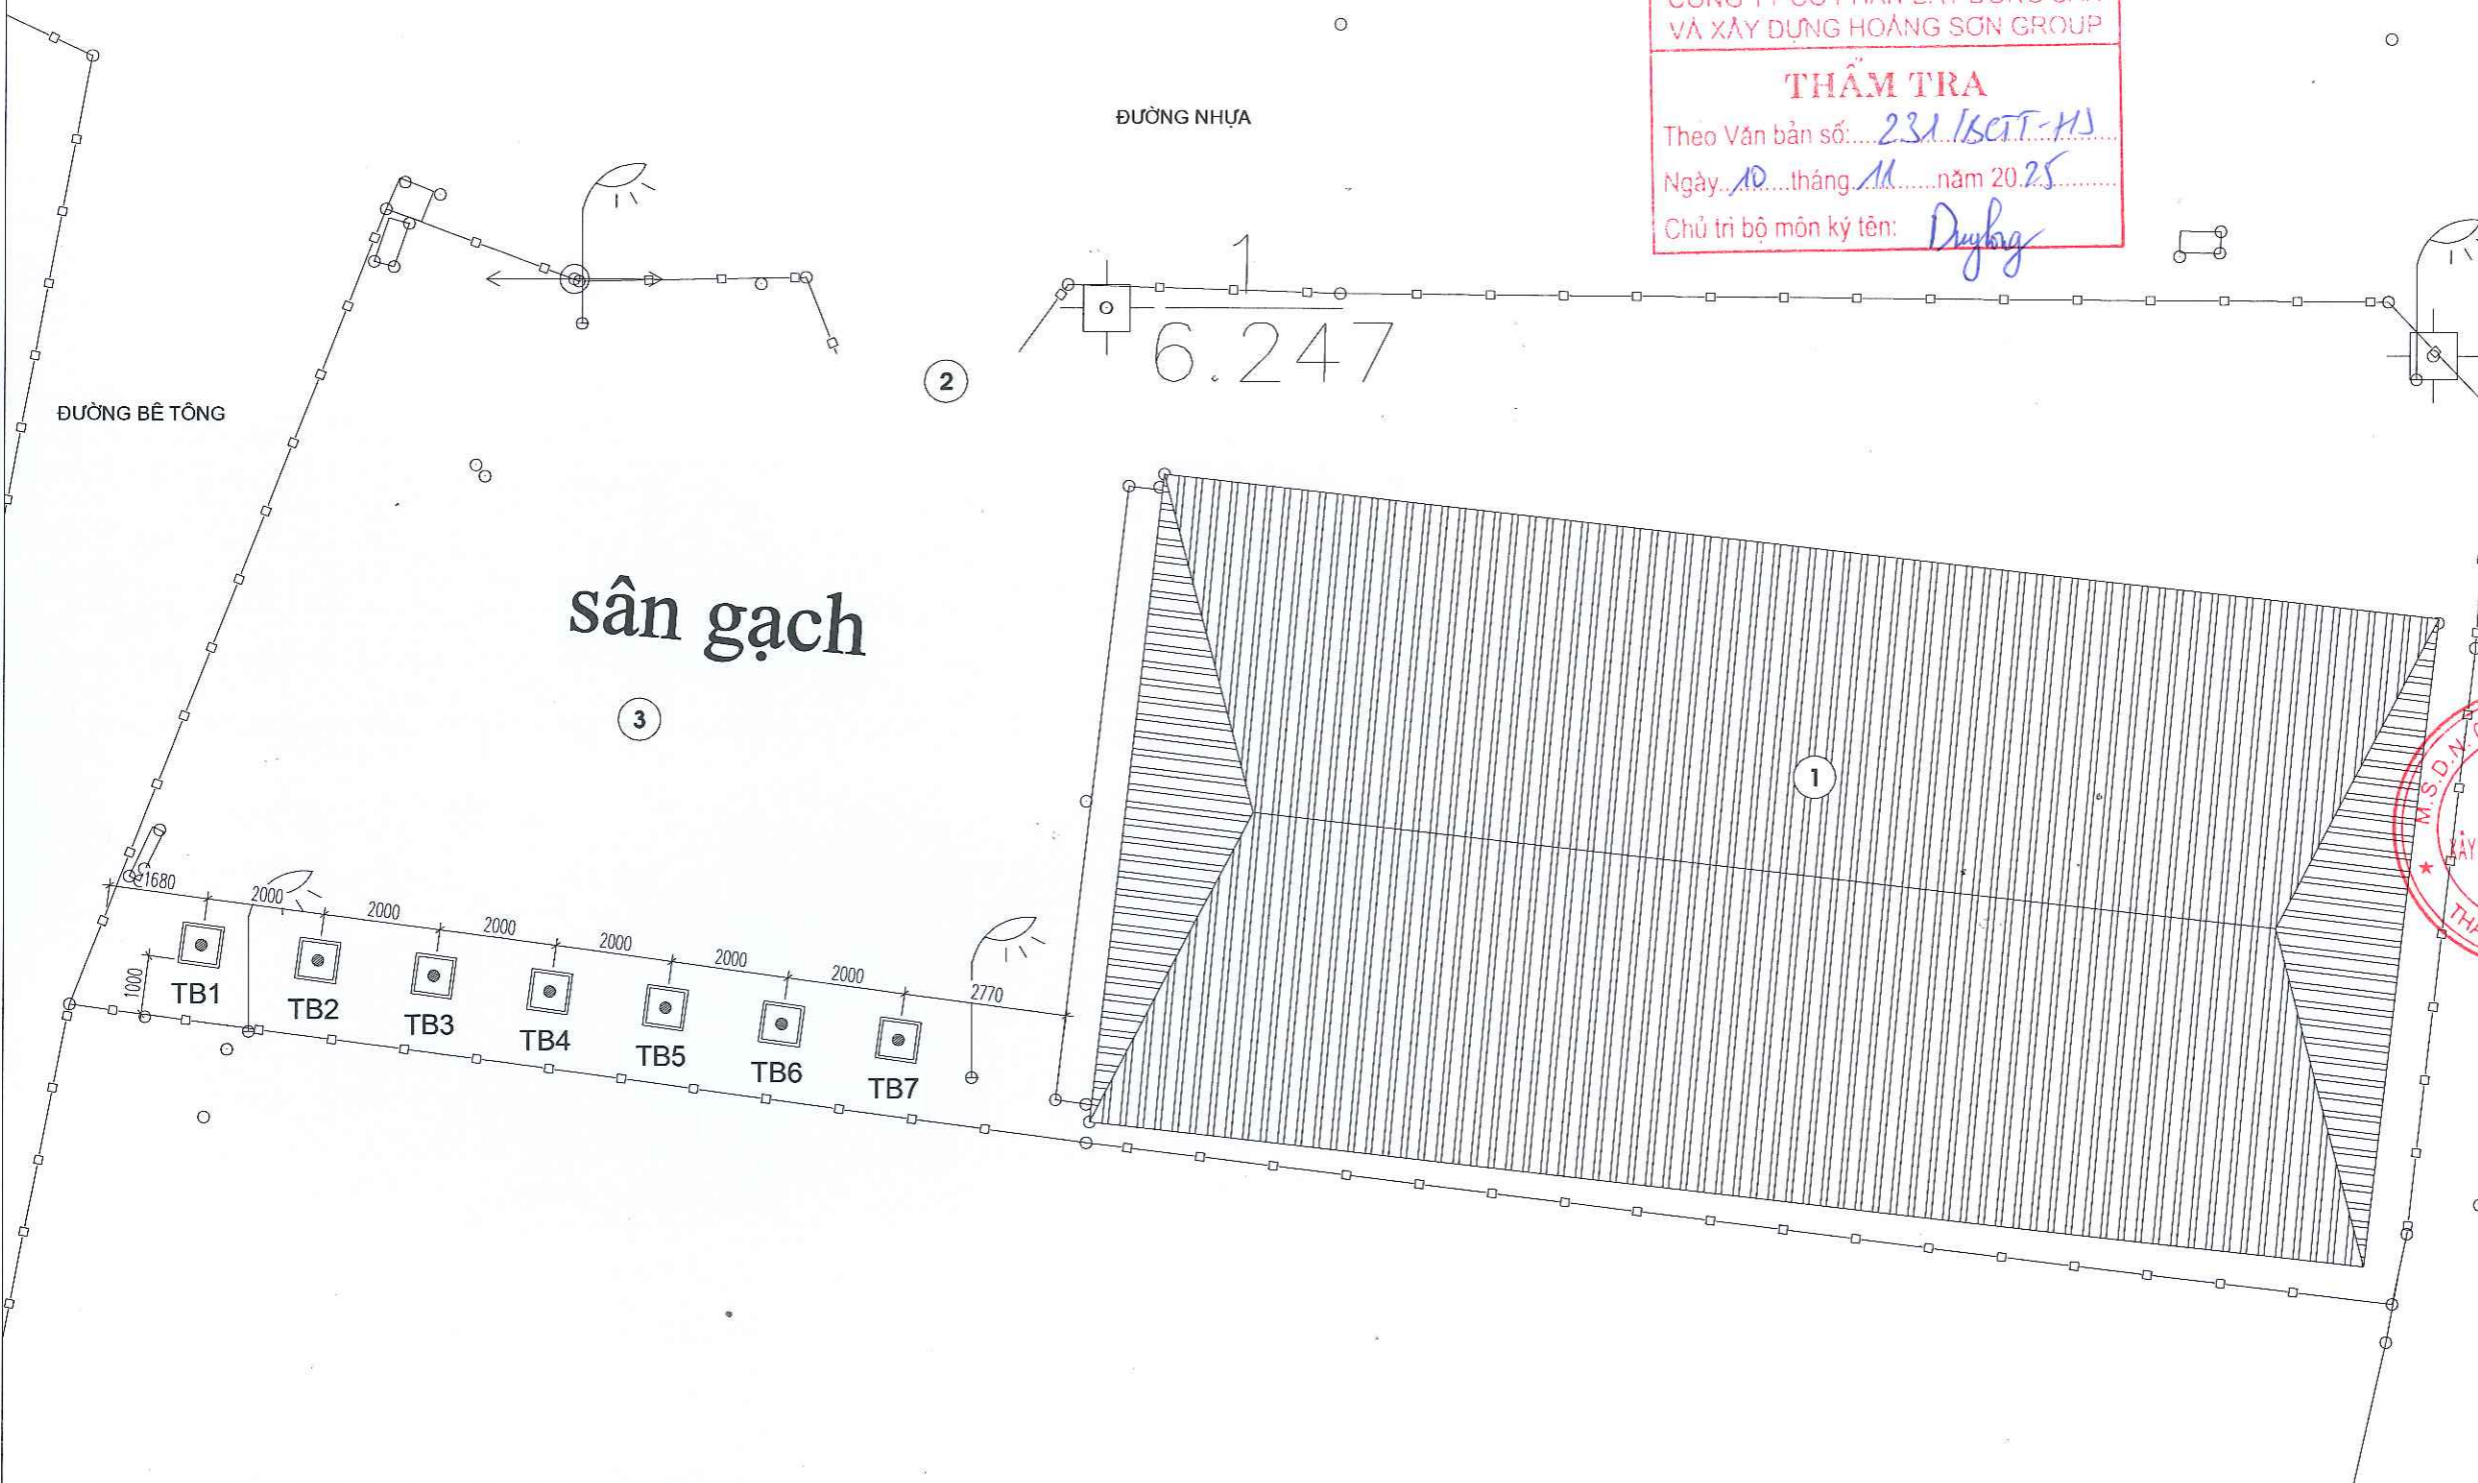 VÀ XÂY DỰNG HOÀNG SƠN GROUP
THẨM TRA
Theo Văn bản số: 231/BCTT-HS
Ngày 10 tháng 11 năm 2025
Chủ trì bộ môn ký tên:
ĐƯỜNG NHỰA
1
6.247
2
ĐƯỜNG BÊ TÔNG
sân gạch
3
1
M.S.D.N:
XÂY
★
1680
2000
2000
2000
2000
2000
2000
2770
1000
TB1
TB2
TB3
TB4
TB5
TB6
TB7